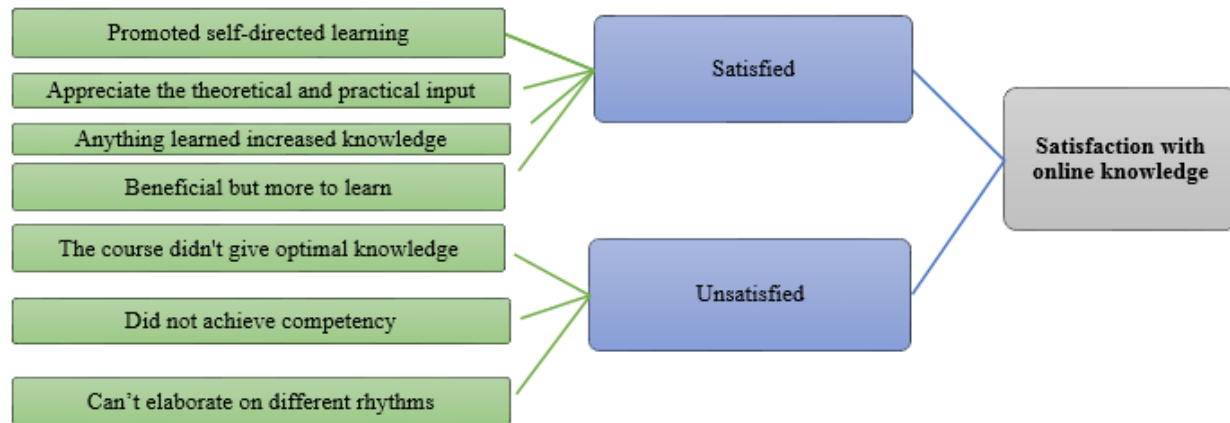 Promoted self-directed learning
Appreciate the theoretical and practical input
Anything learned increased knowledge
Beneficial but more to learn
The course didn't give optimal knowledge
Did not achieve competency
Can’t elaborate on different rhythms
Satisfied
Unsatisfied
Satisfaction with
online knowledge